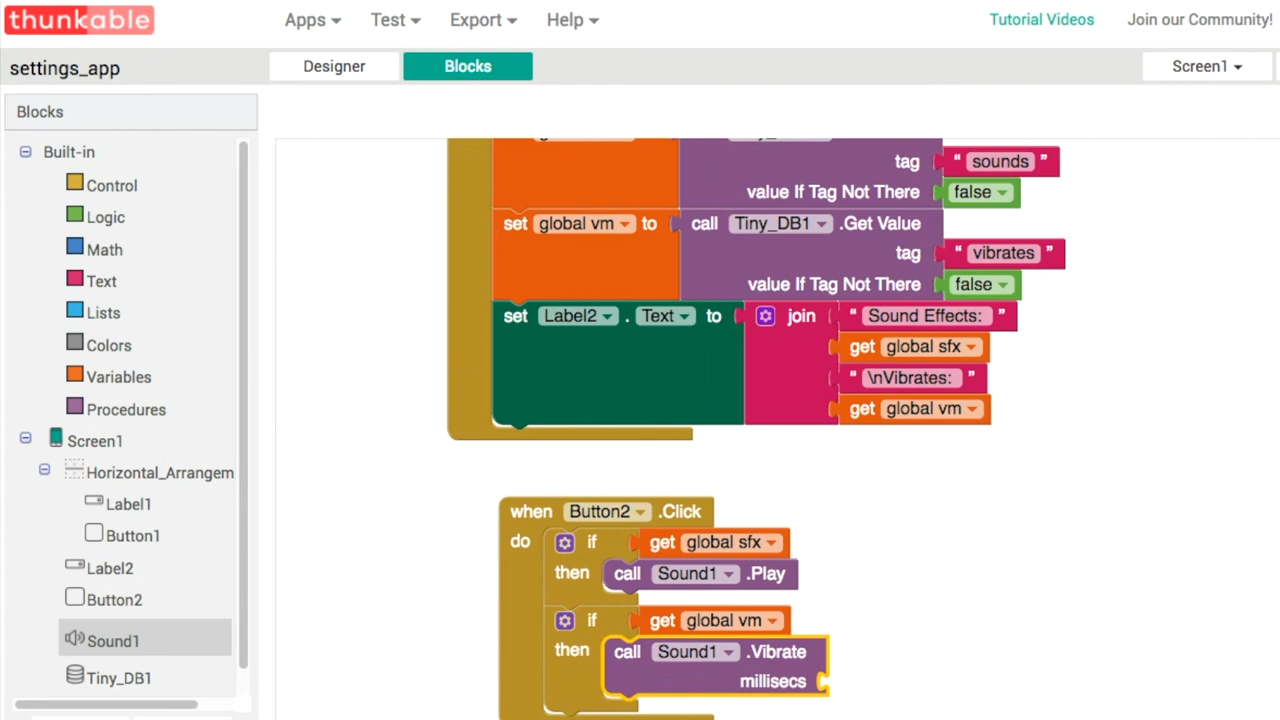 thunkable Apps Test Export Help Tutorial Videos Join our Community!
settings_app Designer Blocks Screen1
Blocks
Built-in
Control
Logic
Math
Text
Lists
Colors
Variables
Procedures
Screen1
Horizontal_Arrangem
Label1
Button1
Label2
Button2
Sound1
Tiny_DB1
tag “ sounds ”
value If Tag Not There false
set global vm to call Tiny_DB1 .Get Value
tag “ vibrates ”
value If Tag Not There false
set Label2 . Text to join “ Sound Effects: ”
get global sfx
“ \nVibrates: ”
get global vm
when Button2 .Click
do if get global sfx
then call Sound1 .Play
if get global vm
then call Sound1 .Vibrate
millisecs